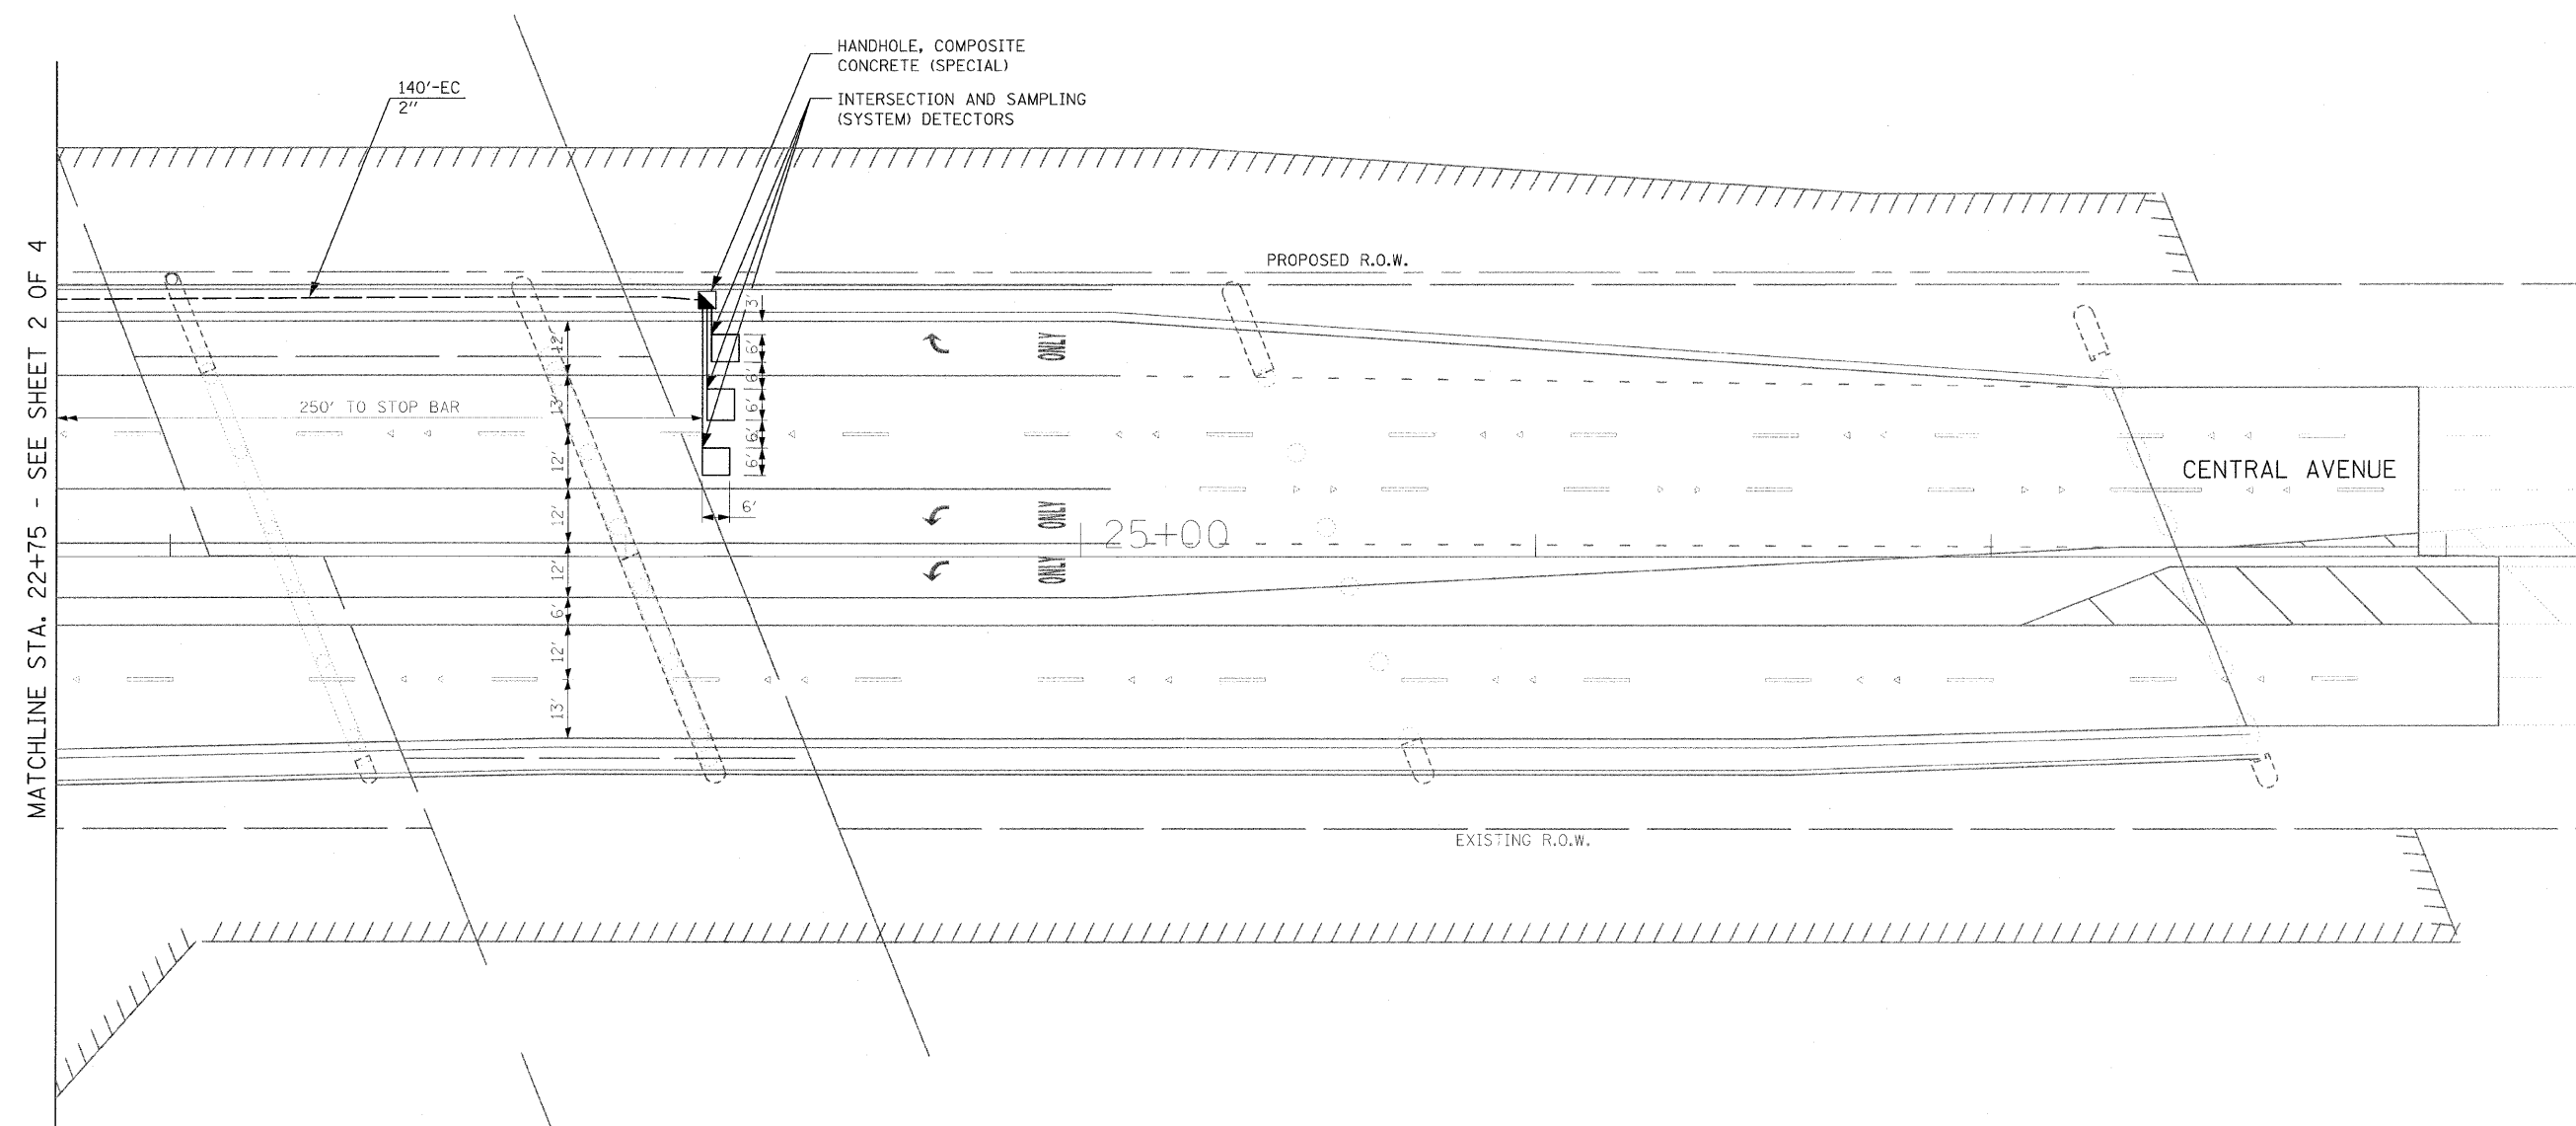 HANDHOLE, COMPOSITE
CONCRETE (SPECIAL)
140'-EC
2"
INTERSECTION AND SAMPLING
(SYSTEM) DETECTORS
MATCHLINE STA. 22+75 - SEE SHEET 2 OF 4
PROPOSED R.O.W.
3'
12'
6'
ONLY
6'
13'
250' TO STOP BAR
6'
6'
12'
6'
CENTRAL AVENUE
6'
12'
ONLY
25+00
12'
ONLY
6'
12'
13'
EXISTING R.O.W.